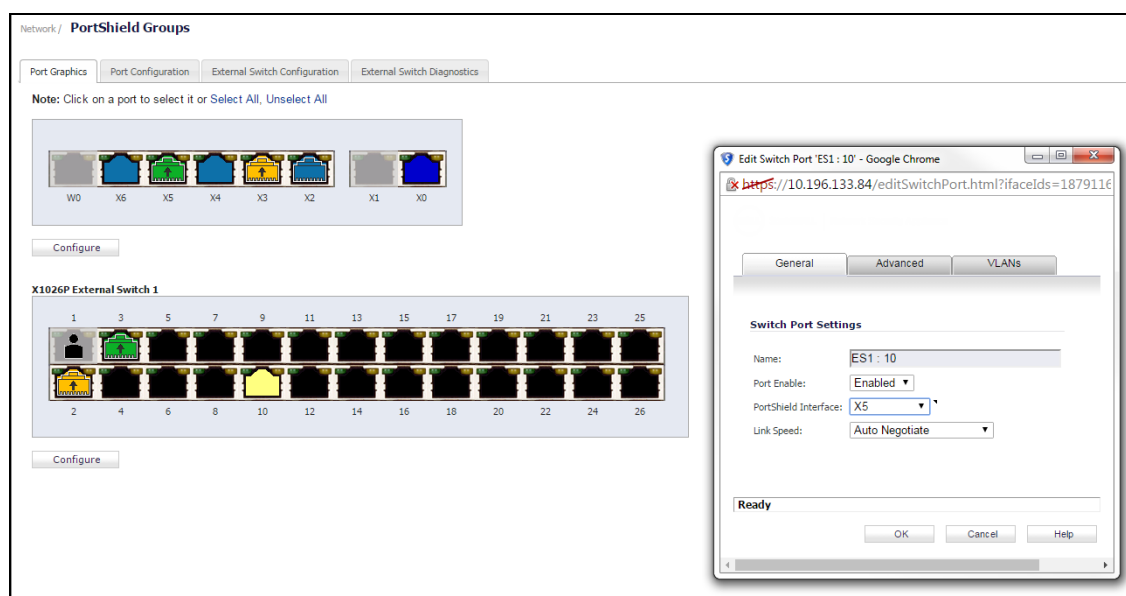 Network / PortShield Groups
Port Graphics Port Configuration External Switch Configuration External Switch Diagnostics
Note: Click on a port to select it or Select All, Unselect All
W0 X6 X5 X4 X3 X2 X1 X0
Configure
X1026P External Switch 1
1 3 5 7 9 11 13 15 17 19 21 23 25
2 4 6 8 10 12 14 16 18 20 22 24 26
Configure
Edit Switch Port 'ES1 : 10' - Google Chrome
https://10.196.133.84/editSwitchPort.html?ifaceIds=1879116
General Advanced VLANs
Switch Port Settings
Name: ES1 : 10
Port Enable: Enabled
PortShield Interface: X5
Link Speed: Auto Negotiate
Ready
OK Cancel Help